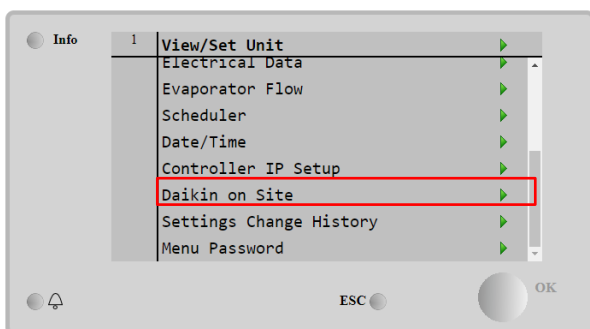 Info
1
View/Set Unit
Electrical Data
Evaporator Flow
Scheduler
Date/Time
Controller IP Setup
Daikin on Site
Settings Change History
Menu Password
ESC
OK